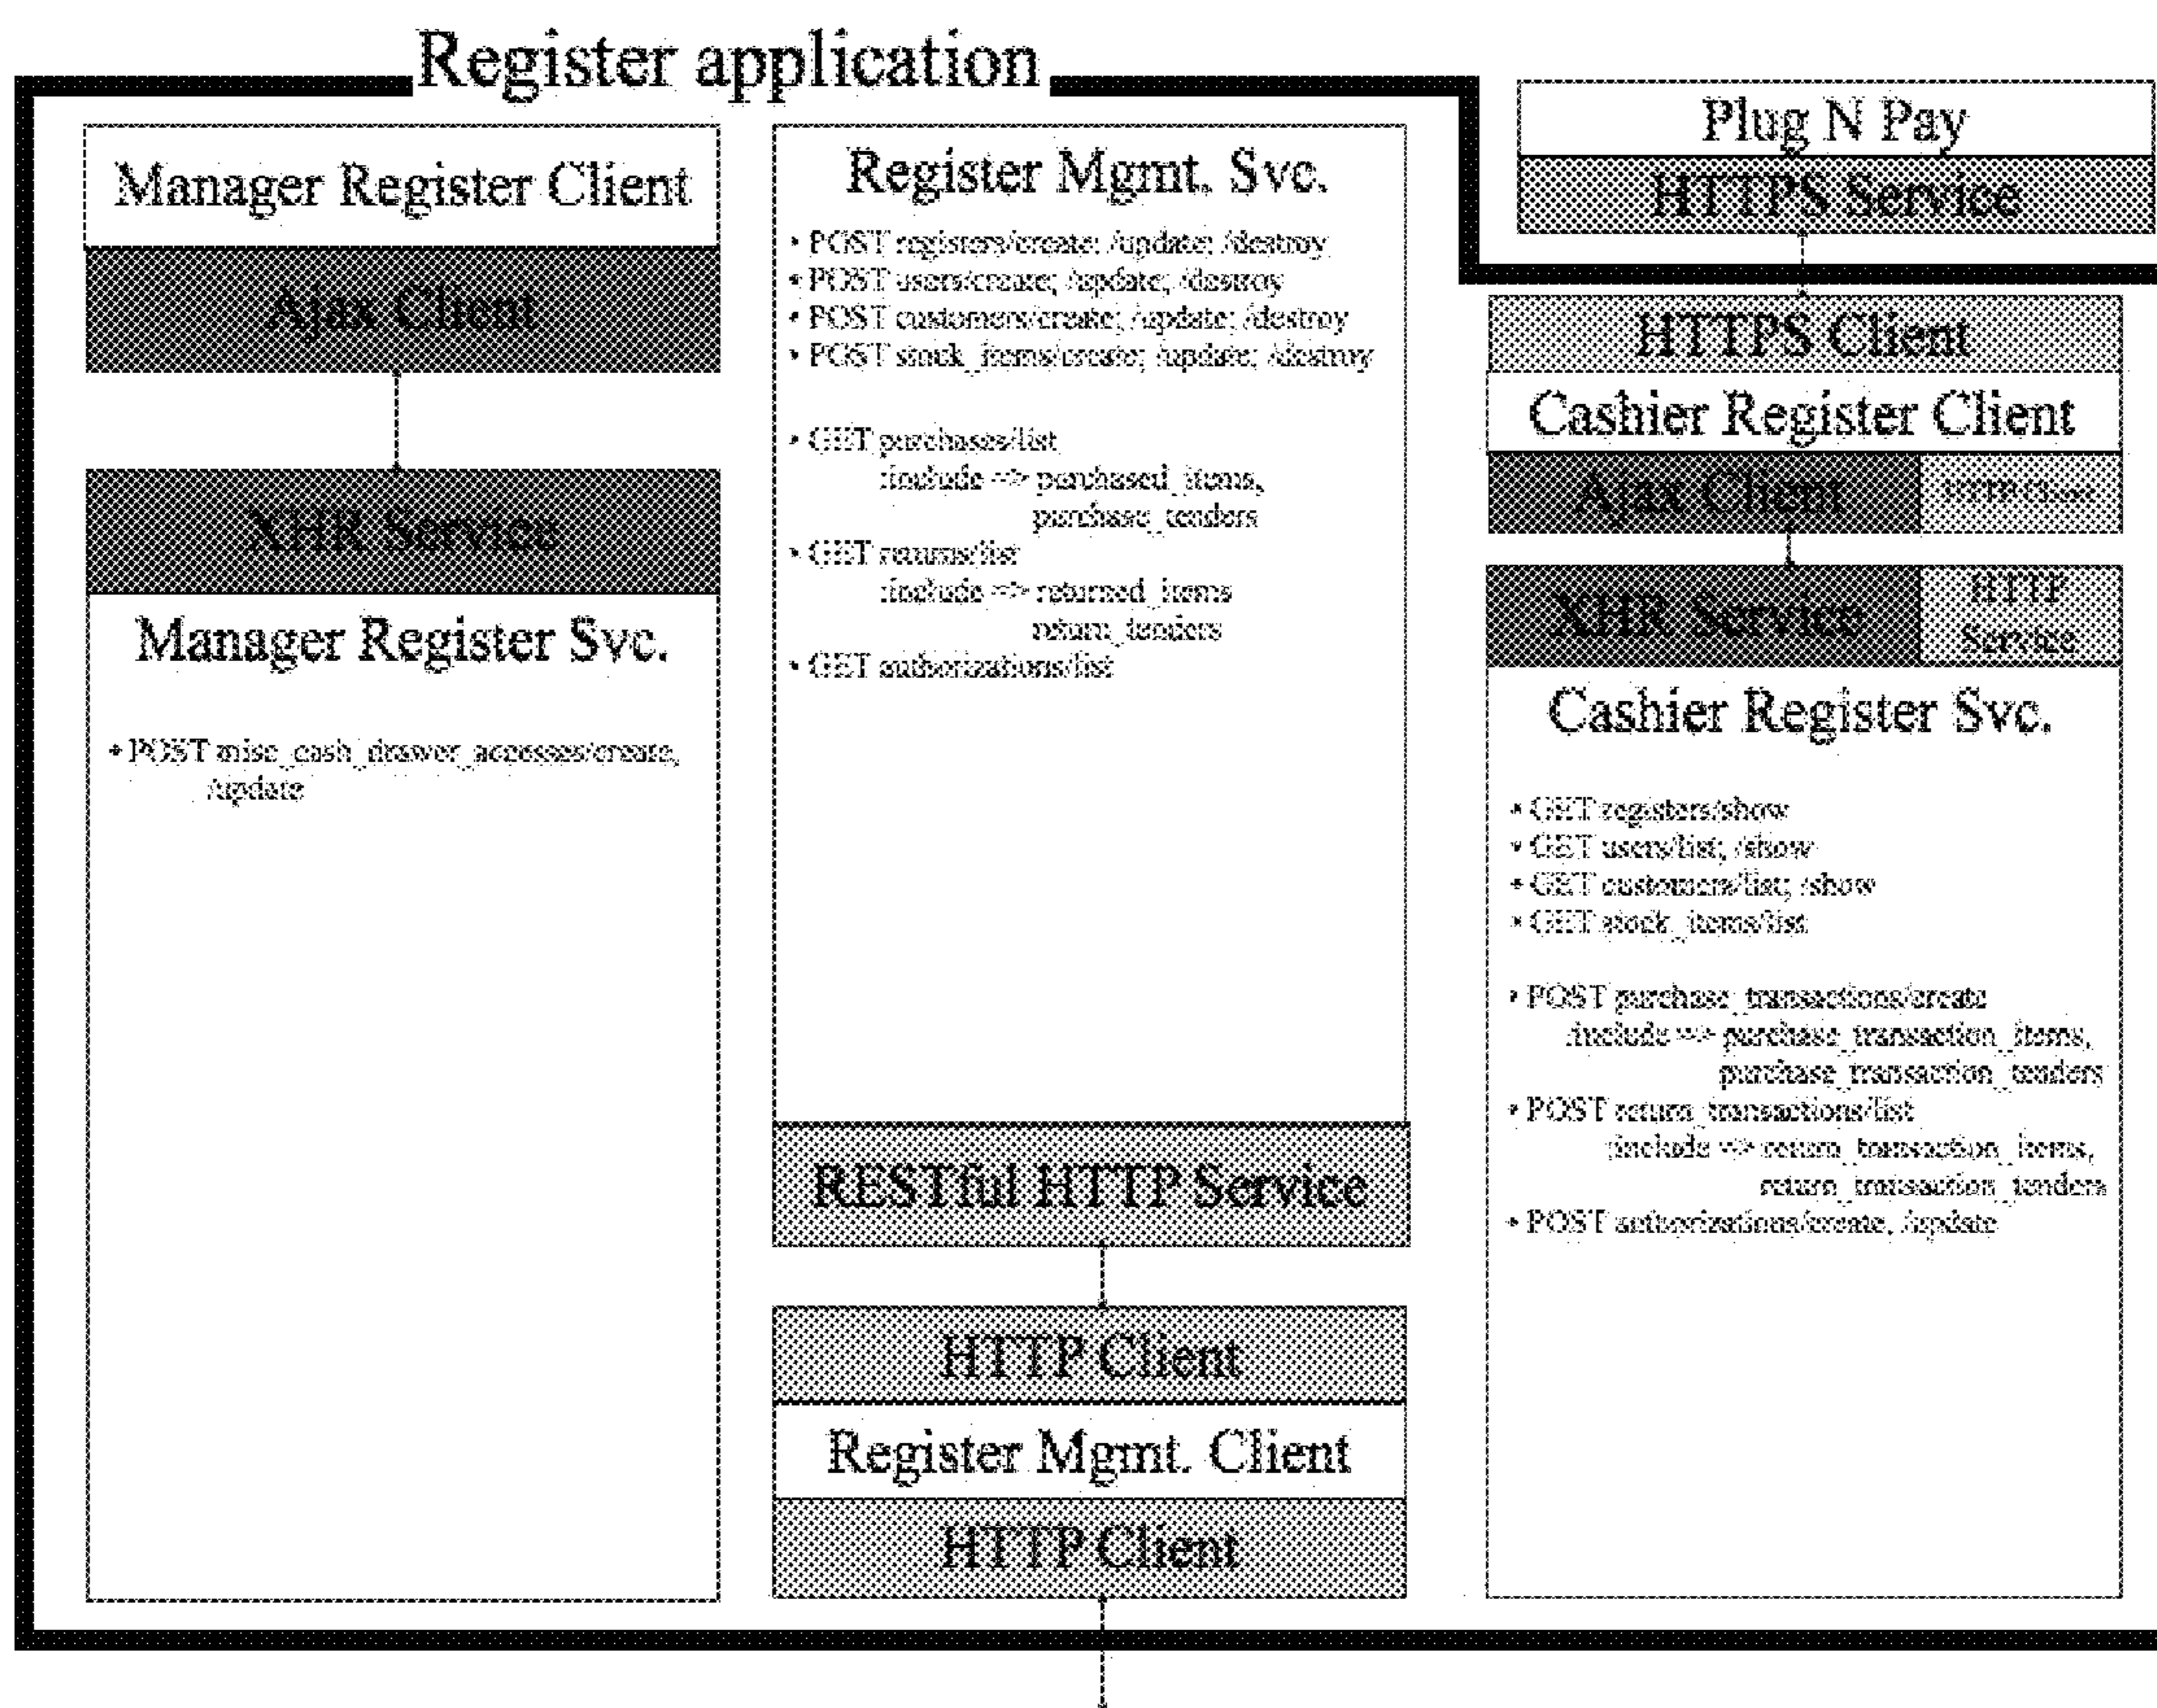 Register application
Manager Register Client
Ajax Client
XHR Service
Manager Register Svc.
• POST misc_cash_drawer_accesses/create,
/update
Register Mgmt. Svc.
• POST registers/create; /update; /destroy
• POST users/create; /update; /destroy
• POST customers/create; /update; /destroy
• POST stock_items/create; /update; /destroy
• GET purchases/list
:include => purchased_items,
purchase_tenders
• GET returns/list
:include => returned_items
return_tenders
• GET authorizations/list
RESTful HTTP Service
HTTP Client
Register Mgmt. Client
HTTP Client
Plug N Pay
HTTPS Service
HTTPS Client
Cashier Register Client
Ajax Client
HTTP Client
XHR Service
HTTP
Service
Cashier Register Svc.
• GET registers/show
• GET users/list; /show
• GET customers/list; /show
• GET stock_items/list
• POST purchase_transactions/create
:include => purchase_transaction_items,
purchase_transaction_tenders
• POST return_transactions/list
:include => return_transaction_items,
return_transaction_tenders
• POST authorizations/create, /update